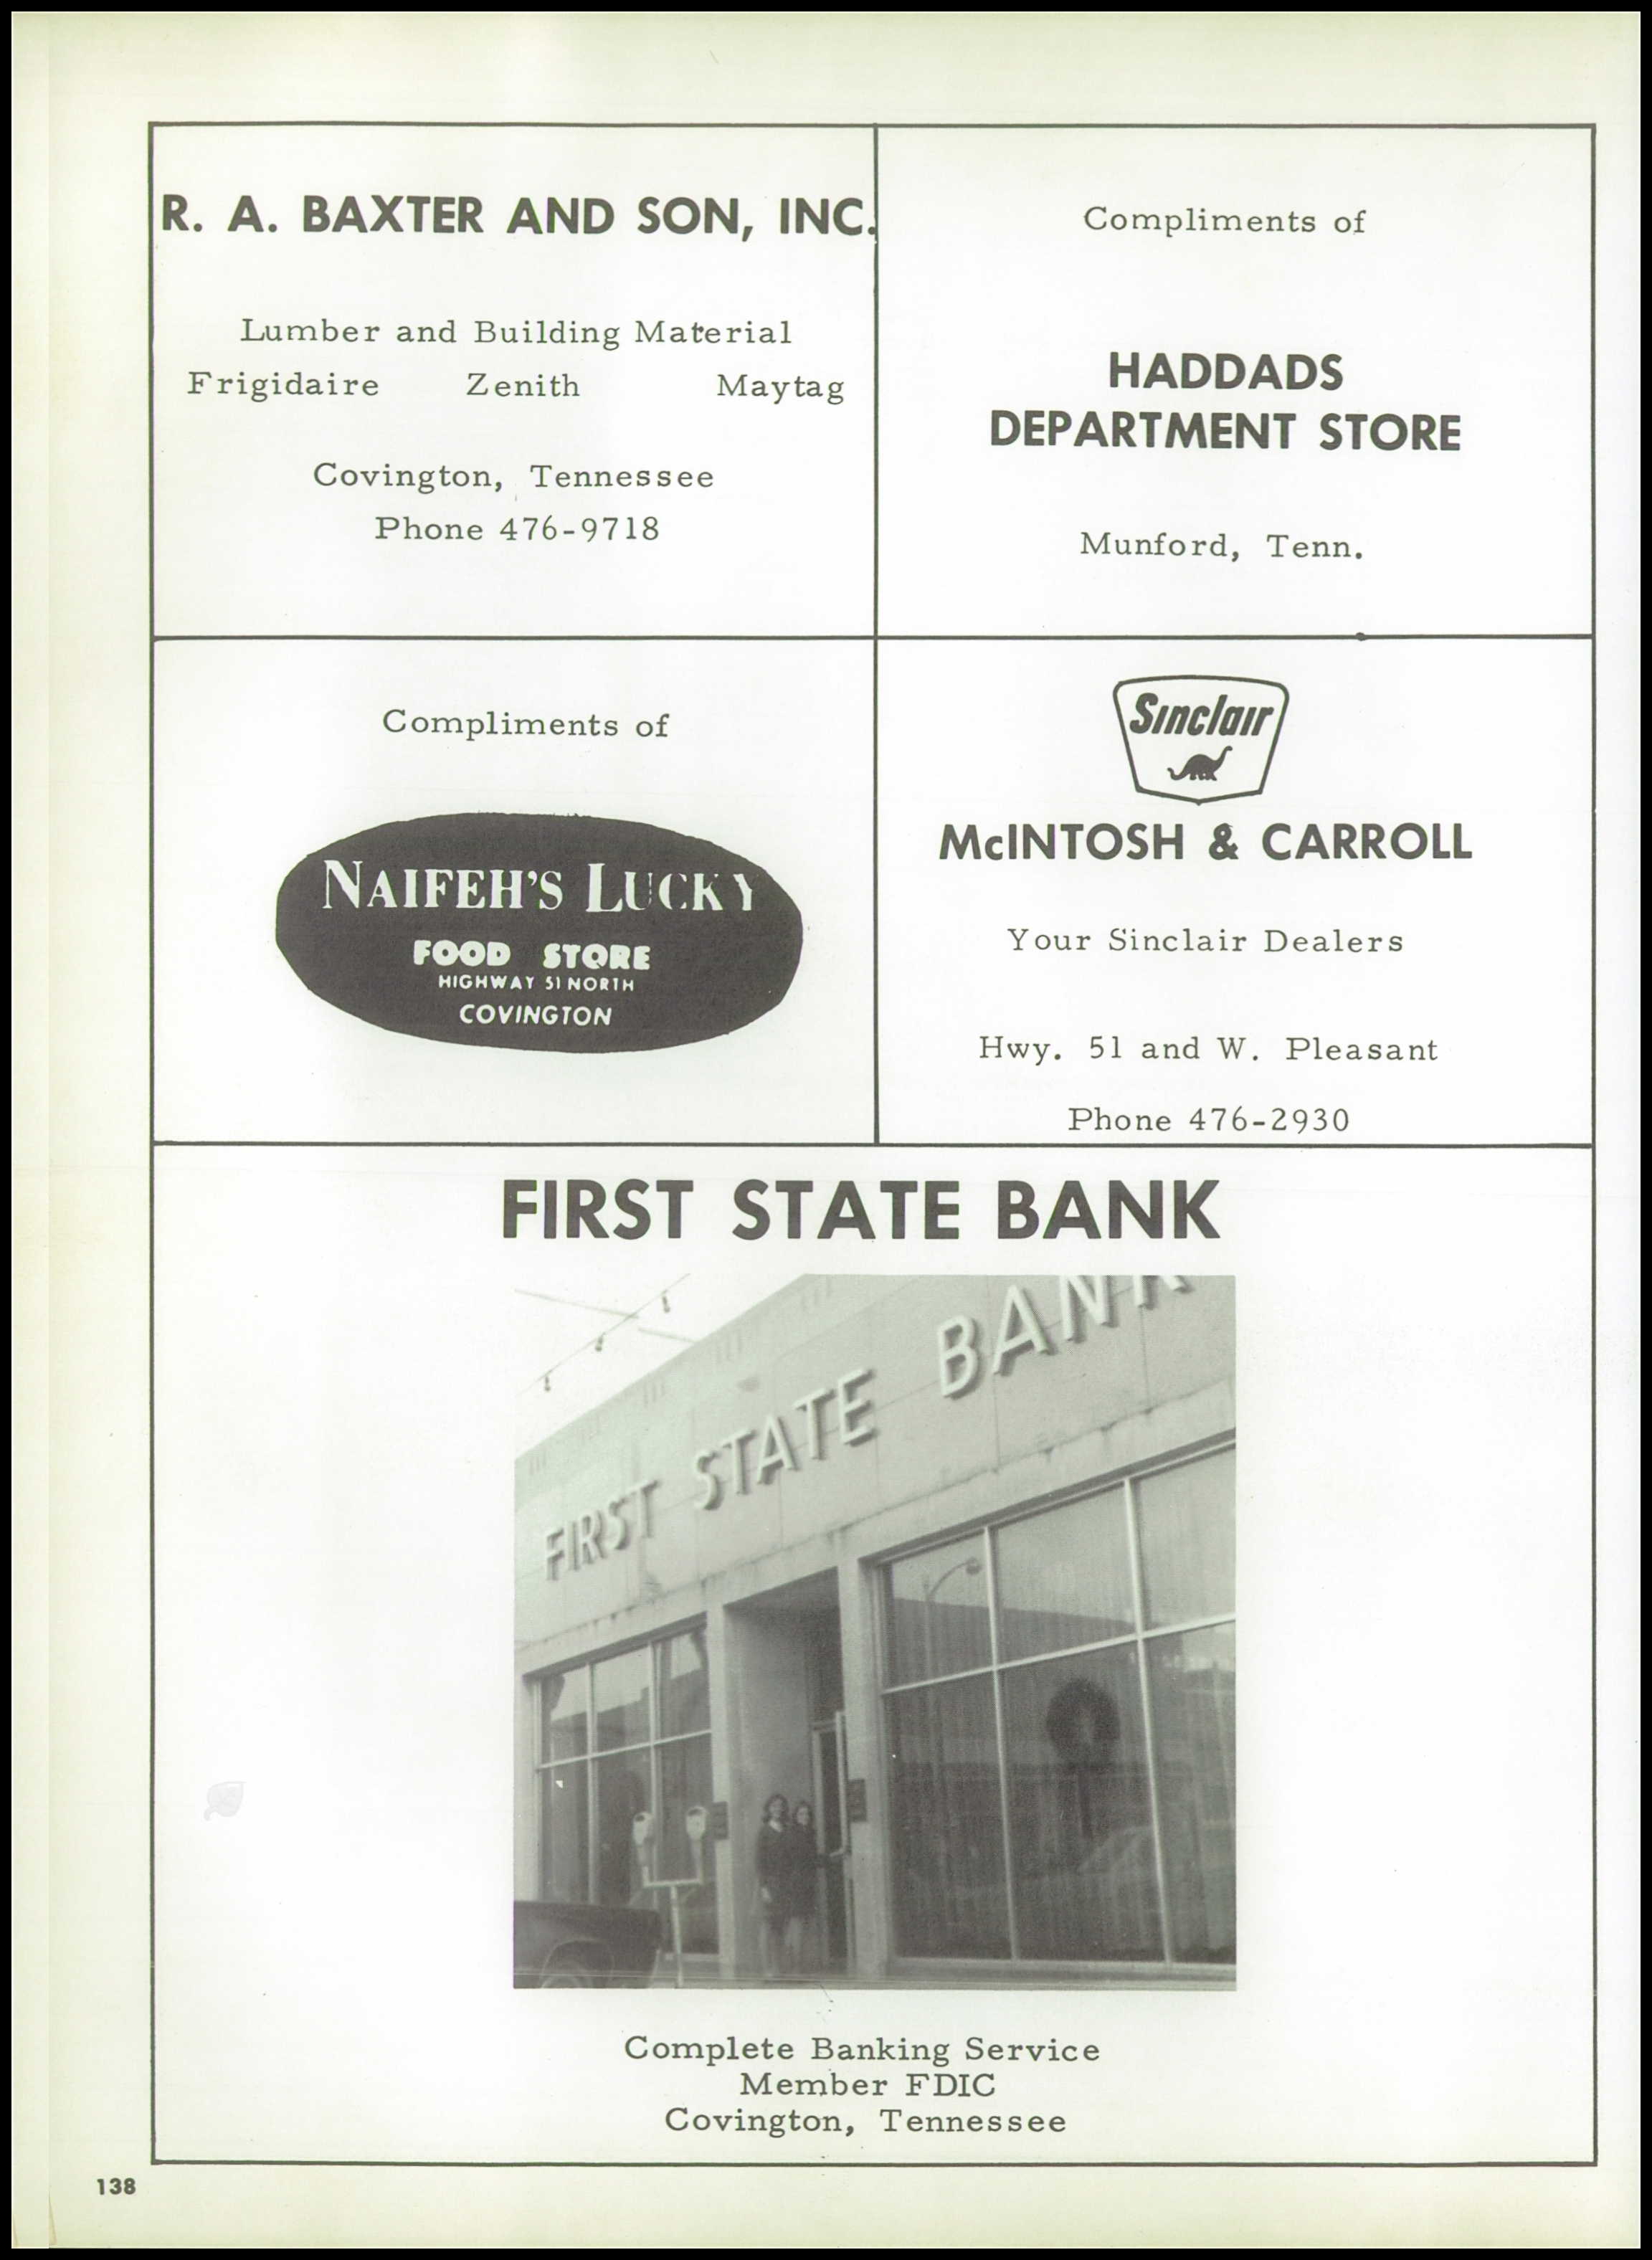 R. A. BAXTER AND SON, INC.
Lumber and Building Material
Frigidaire Zenith Maytag
Covington, Tennessee
Phone 476-9718
Compliments of
HADDADS
DEPARTMENT STORE
Munford, Tenn.
Compliments of
NAIFEH'S LUCKY
FOOD STORE
HIGHWAY 51 NORTH
COVINGTON
Sinclair
McINTOSH & CARROLL
Your Sinclair Dealers
Hwy. 51 and W. Pleasant
Phone 476-2930
FIRST STATE BANK
FIRST STATE BANK
Complete Banking Service
Member FDIC
Covington, Tennessee
138